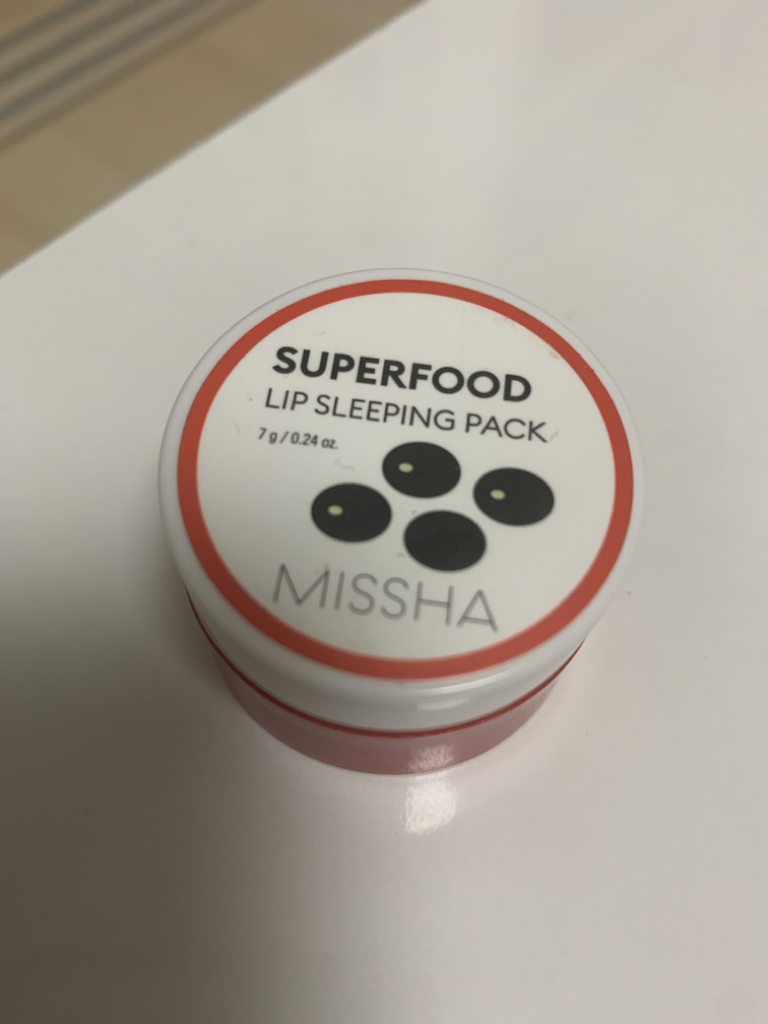 SUPERFOOD
LIP SLEEPING PACK
7 g / 0.24 oz.
MISSHA